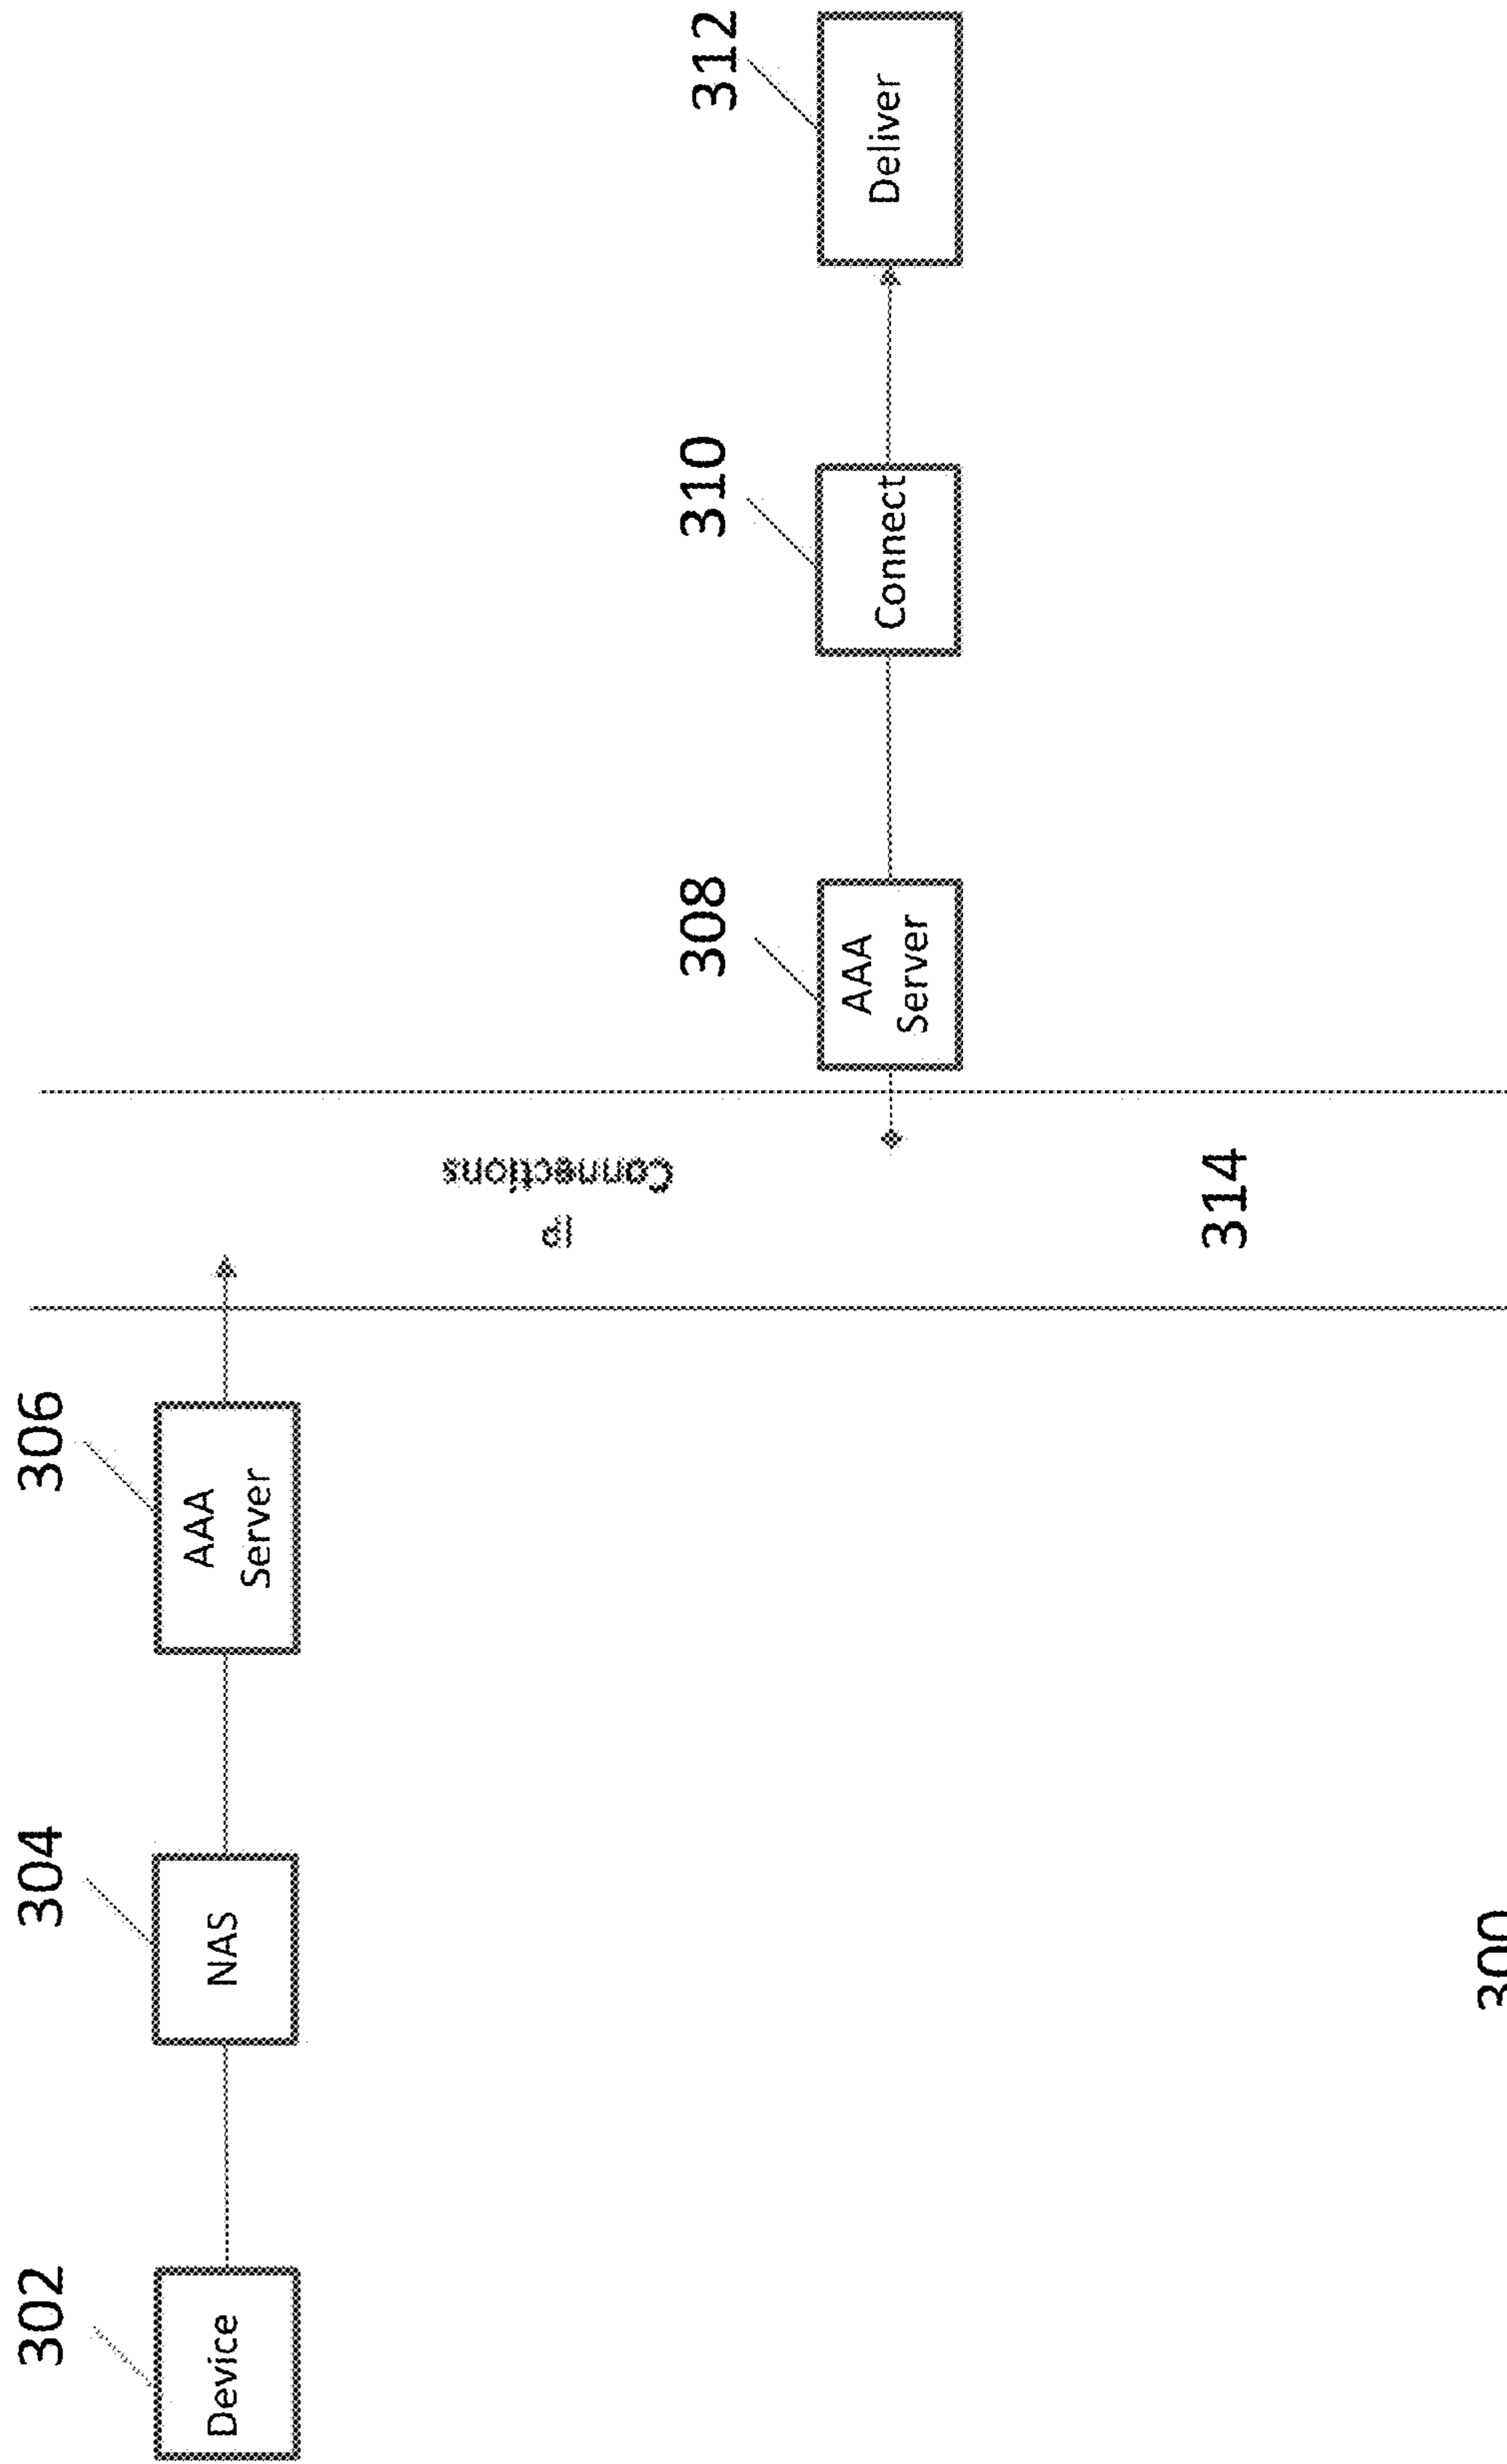 302
304
306
Device
NAS
AAA
Server
IP
Connections
308
310
312
AAA
Server
Connect
Deliver
314
300